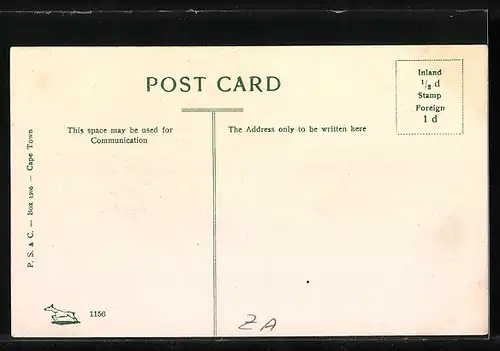 POST CARD
This space may be used for
Communication
The Address only to be written here
Inland
1/2 d
Stamp
Foreign
1 d
P. S. & C. — Box 1906 — Cape Town
1156
ZA